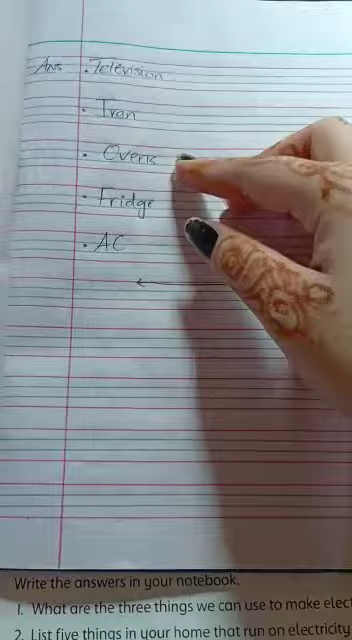 Ans . Television
. Iron
. Ovens
. Fridge
. AC
Write the answers in your notebook.
1. What are the three things we can use to make elect
2. List five things in your home that run on electricity